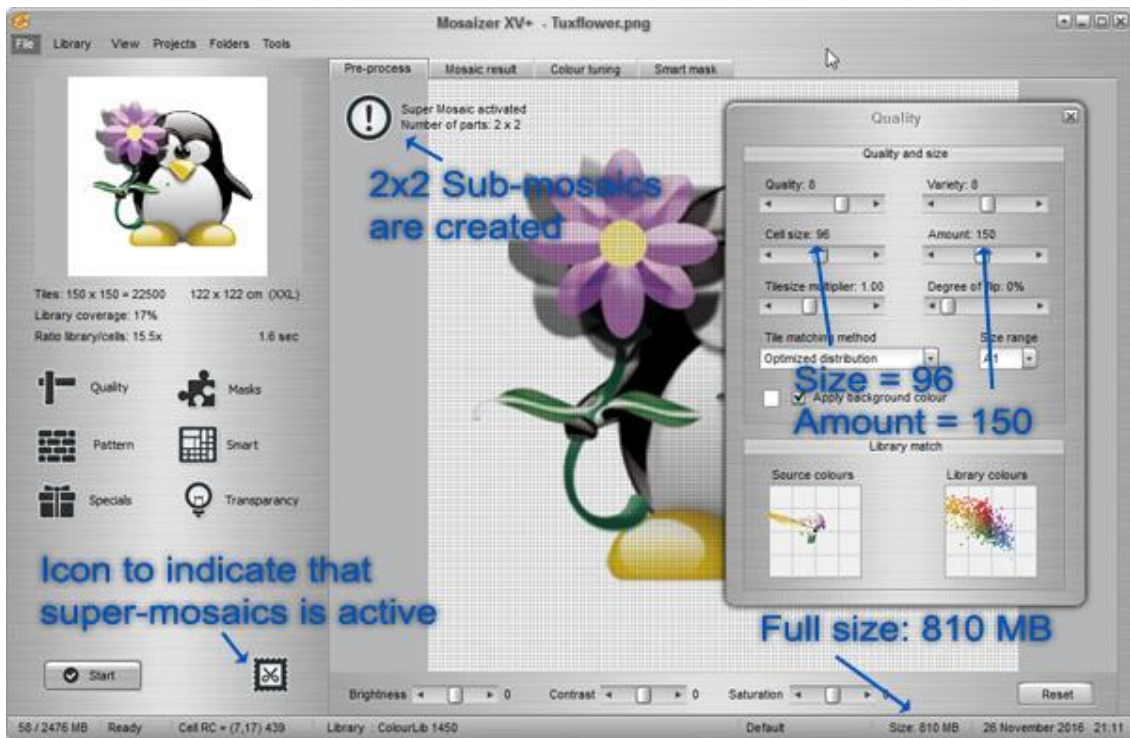 Mosaizer XV+ - Tuxflower.png
File Library View Projects Folders Tools
Pre-process Mosaic result Colour tuning Smart mask
Super Mosaic activated
Number of parts: 2 x 2
2x2 Sub-mosaics
are created
Tiles: 150 x 150 = 22500 122 x 122 cm (XXL)
Library coverage: 17%
Ratio library/cells: 15.5x 1.6 sec
Quality Masks
Pattern Smart
Specials Transparancy
Icon to indicate that
super-mosaics is active
Start
Quality
Quality and size
Quality: 8 Variety: 8
Cell size: 96 Amount: 150
Tilesize multiplier: 1.00 Degree of flip: 0%
Tile matching method Size range
Optimized distribution A1
Size = 96
Apply background colour
Amount = 150
Library match
Source colours Library colours
Full size: 810 MB
Brightness 0 Contrast 0 Saturation Reset
58 / 2476 MB Ready Cell RC = (7,17) 439 Library : ColourLib 1450 Default Size: 810 MB 26 November 2016 21:11